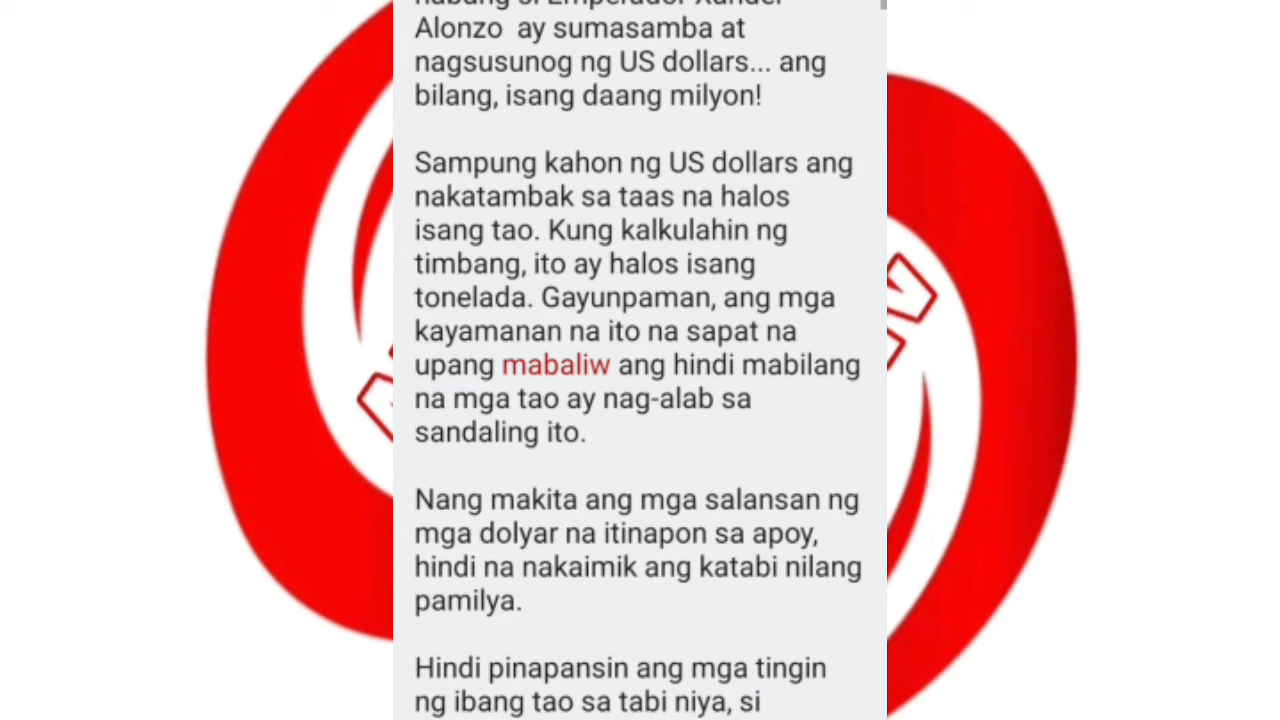 Alonzo ay sumasamba at
nagsusunog ng US dollars... ang
bilang, isang daang milyon!
Sampung kahon ng US dollars ang
nakatambak sa taas na halos
isang tao. Kung kalkulahin ng
timbang, ito ay halos isang
tonelada. Gayunpaman, ang mga
kayamanan na ito na sapat na
upang mabaliw ang hindi mabilang
na mga tao ay nag-alab sa
sandaling ito.
Nang makita ang mga salansan ng
mga dolyar na itinapon sa apoy,
hindi na nakaimik ang katabi nilang
pamilya.
Hindi pinapansin ang mga tingin
ng ibang tao sa tabi niya, si